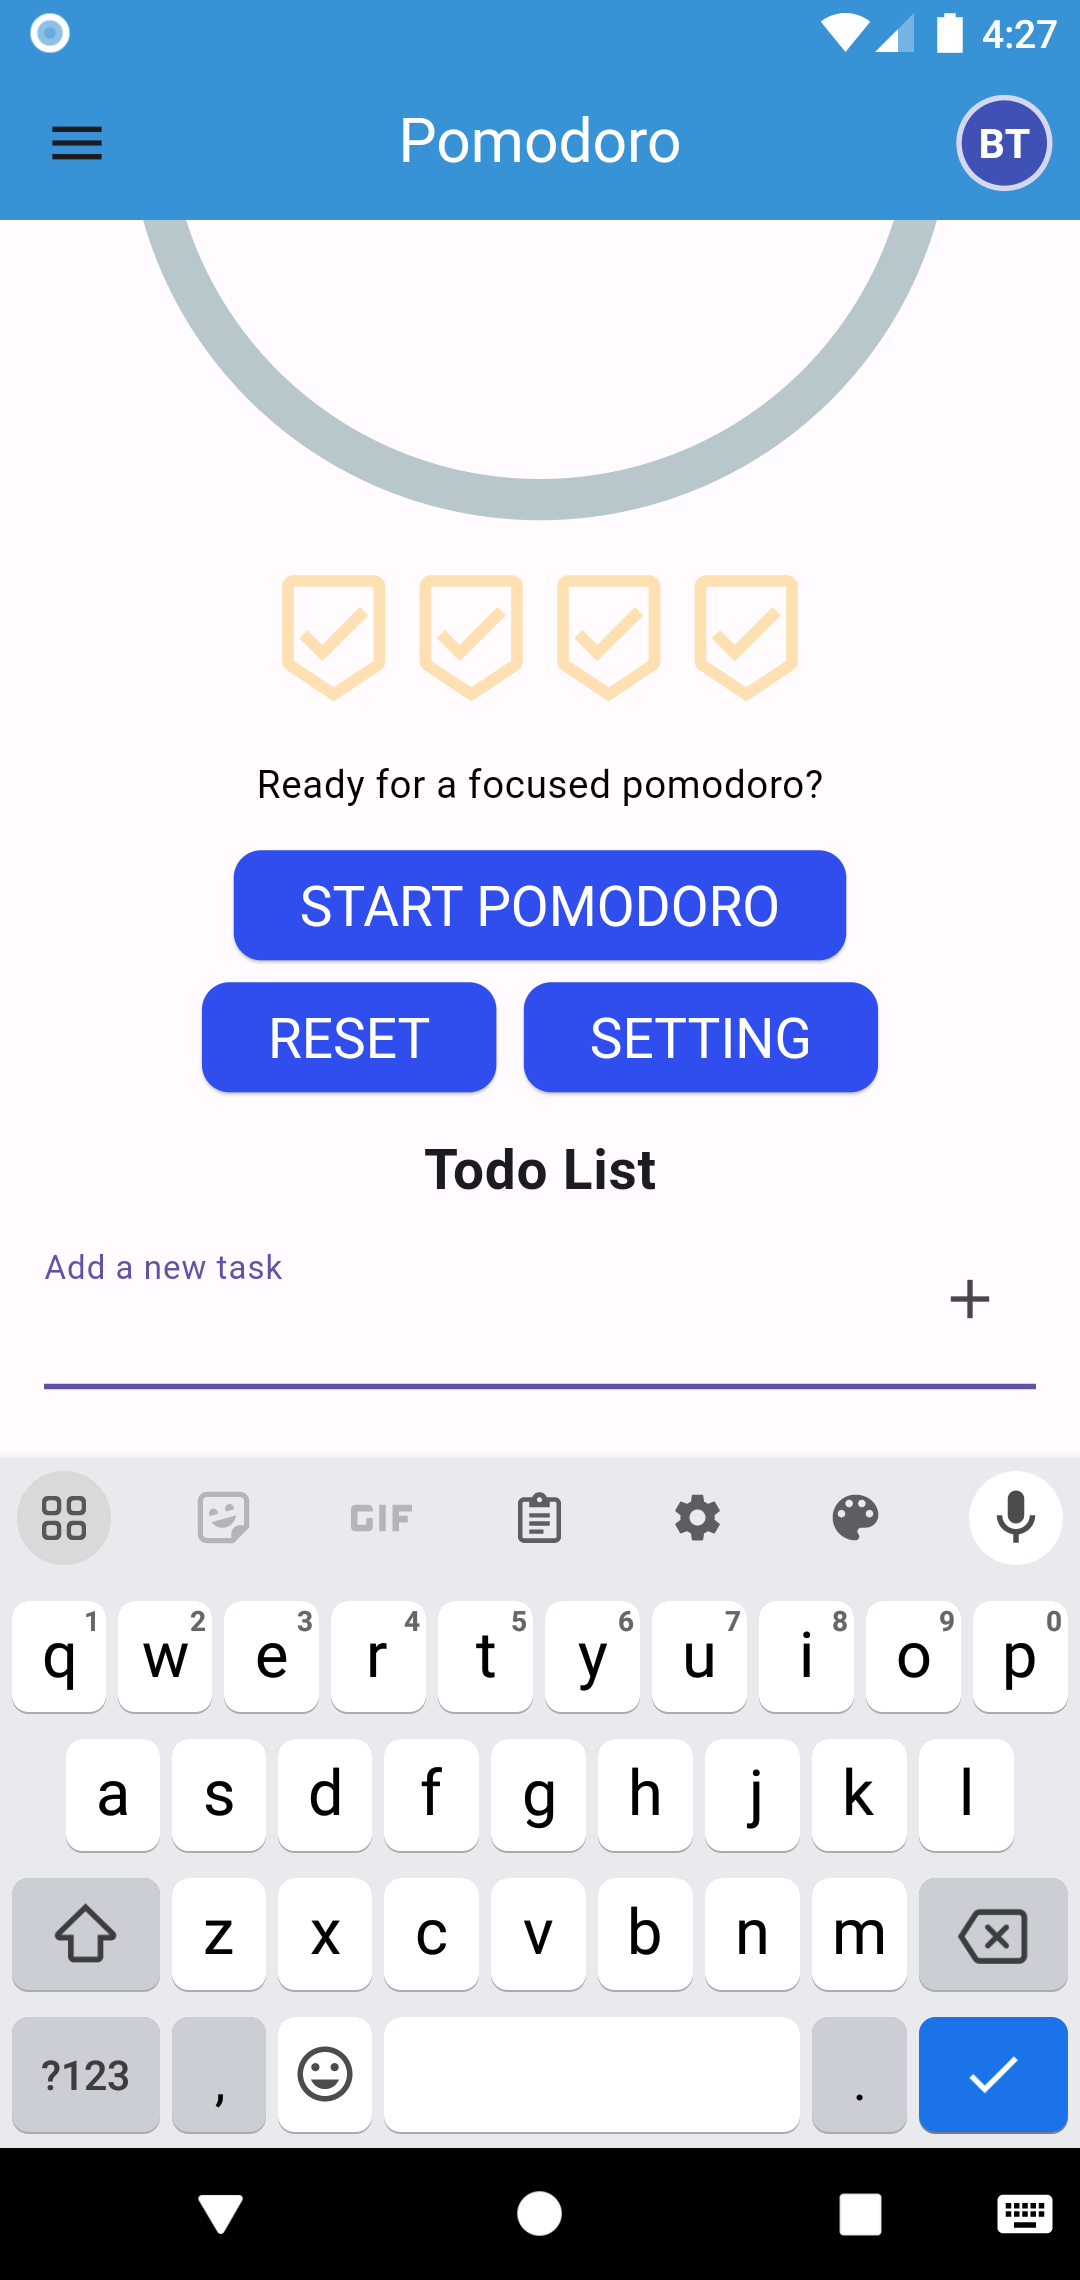 4:27
Pomodoro
BT
Ready for a focused pomodoro?
START POMODORO
RESET SETTING
Todo List
Add a new task
GIF
1 2 3 4 5 6 7 8 9 0
q w e r t y u i o p
a s d f g h j k l
z x c v b n m
?123 , .